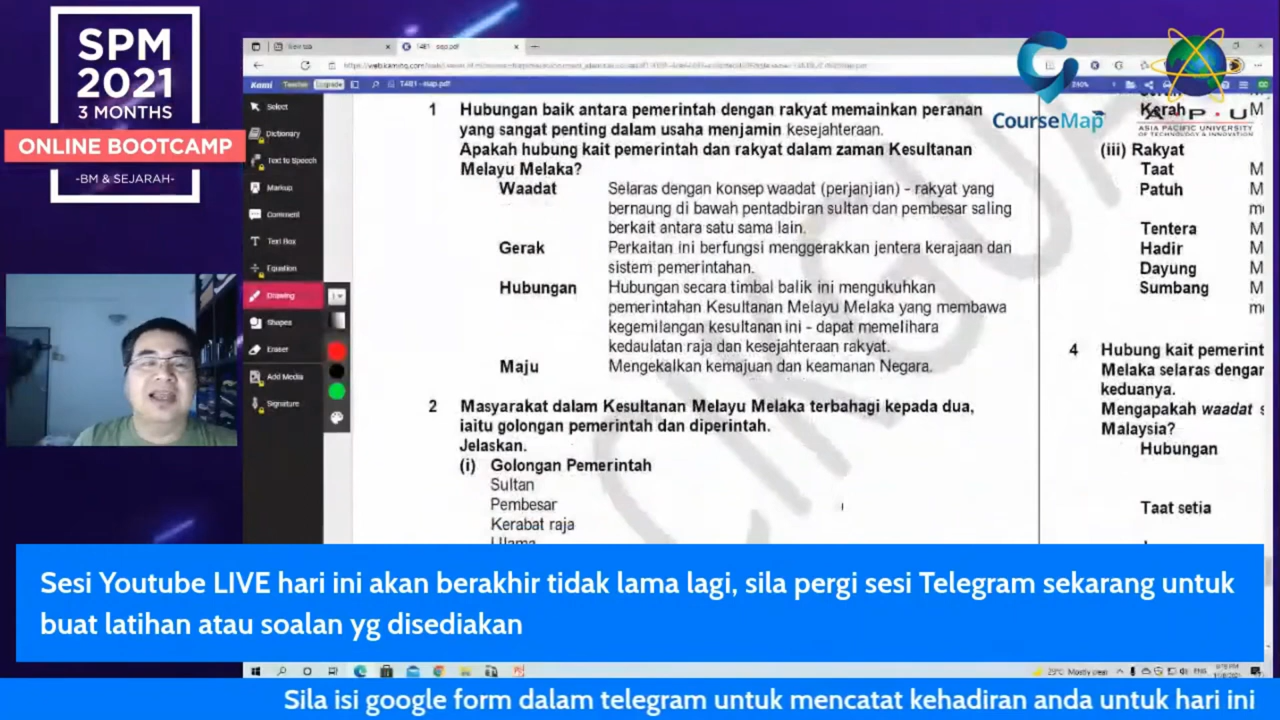 SPM
2021
3 MONTHS
ONLINE BOOTCAMP
-BM & SEJARAH-
Kami
Select
Dictionary
Text to Speech
Markup
Comment
Text Box
Equation
Drawing
Shapes
Eraser
Add Media
Signature
1 Hubungan baik antara pemerintah dengan rakyat memainkan peranan
yang sangat penting dalam usaha menjamin kesejahteraan.
Apakah hubung kait pemerintah dan rakyat dalam zaman Kesultanan
Melayu Melaka?
Waadat Selaras dengan konsep waadat (perjanjian) - rakyat yang
bernaung di bawah pentadbiran sultan dan pembesar saling
berkait antara satu sama lain.
Gerak Perkaitan ini berfungsi menggerakkan jentera kerajaan dan
sistem pemerintahan.
Hubungan Hubungan secara timbal balik ini mengukuhkan
pemerintahan Kesultanan Melayu Melaka yang membawa
kegemilangan kesultanan ini - dapat memelihara
kedaulatan raja dan kesejahteraan rakyat.
Maju Mengekalkan kemajuan dan keamanan Negara.
2 Masyarakat dalam Kesultanan Melayu Melaka terbahagi kepada dua,
iaitu golongan pemerintah dan diperintah.
Jelaskan.
(i) Golongan Pemerintah
Sultan
Pembesar
Kerabat raja
Ulama
CourseMap
A · P · U
ASIA PACIFIC UNIVERSITY
OF TECHNOLOGY & INNOVATION
Kerah M
(iii) Rakyat
Taat M
Patuh M
Tentera M
Hadir M
Dayung M
Sumbang M
4 Hubung kait pemerint
Melaka selaras dengar
keduanya.
Mengapakah waadat s
Malaysia?
Hubungan
Taat setia
Sesi Youtube LIVE hari ini akan berakhir tidak lama lagi, sila pergi sesi Telegram sekarang untuk
buat latihan atau soalan yg disediakan
Sila isi google form dalam telegram untuk mencatat kehadiran anda untuk hari ini